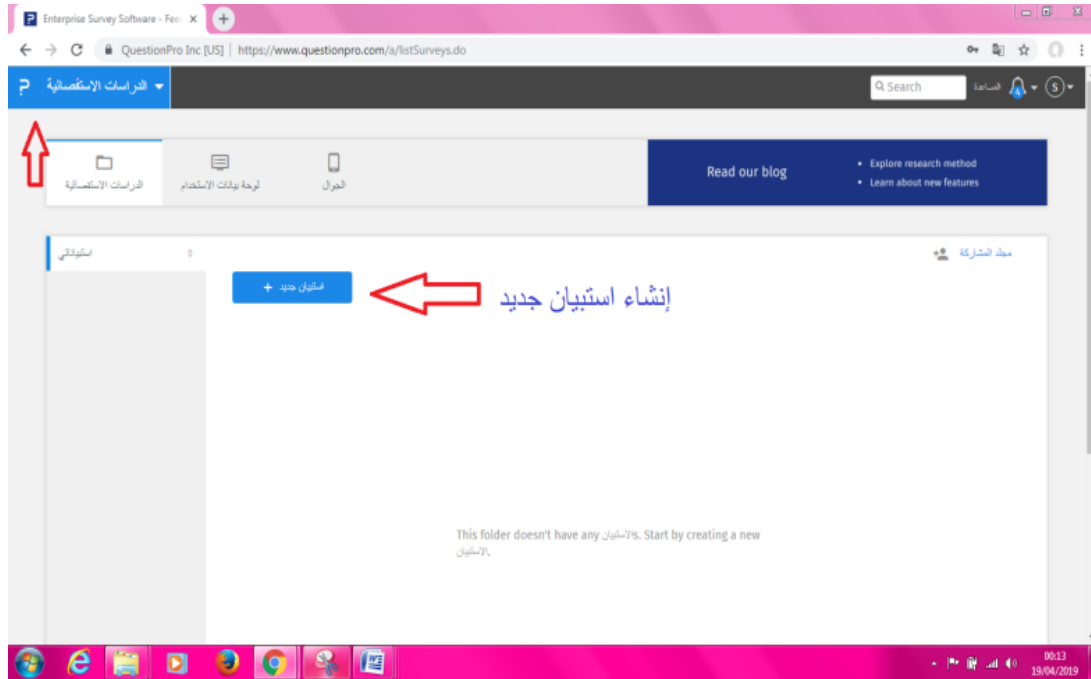 Enterprise Survey Software - Fee
QuestionPro Inc [US] | https://www.questionpro.com/a/listSurveys.do
الدراسات الاستقصائية
Search
المساعدة
4
S
الدراسات الاستقصائية
لوحة بيانات الاستخدام
الجوال
Read our blog
• Explore research method
• Learn about new features
استبياناتي
مجلد المشاركة
استبيان جديد +
إنشاء استبيان جديد
This folder doesn't have any الاستبيانs. Start by creating a new
الاستبيان.
00:13
19/04/2019